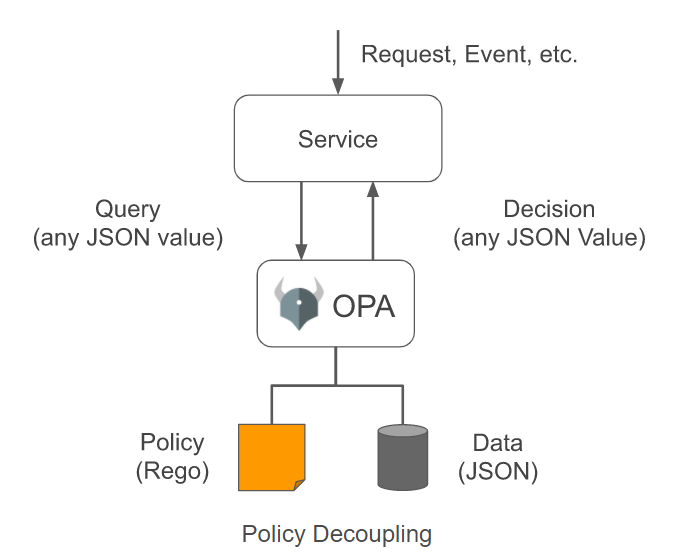 Request, Event, etc.
Service
Query
(any JSON value)
Decision
(any JSON Value)
OPA
Policy
(Rego)
Data
(JSON)
Policy Decoupling